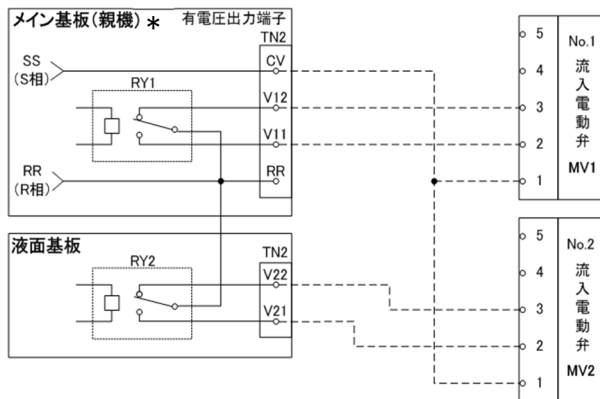 メイン基板(親機)*
有電圧出力端子
TN2
SS
(S相)
CV
RY1
V12
V11
RR
(R相)
RR
液面基板
TN2
RY2
V22
V21
5
4
3
2
1
No.1
流入電動弁
MV1
5
4
3
2
1
No.2
流入電動弁
MV2